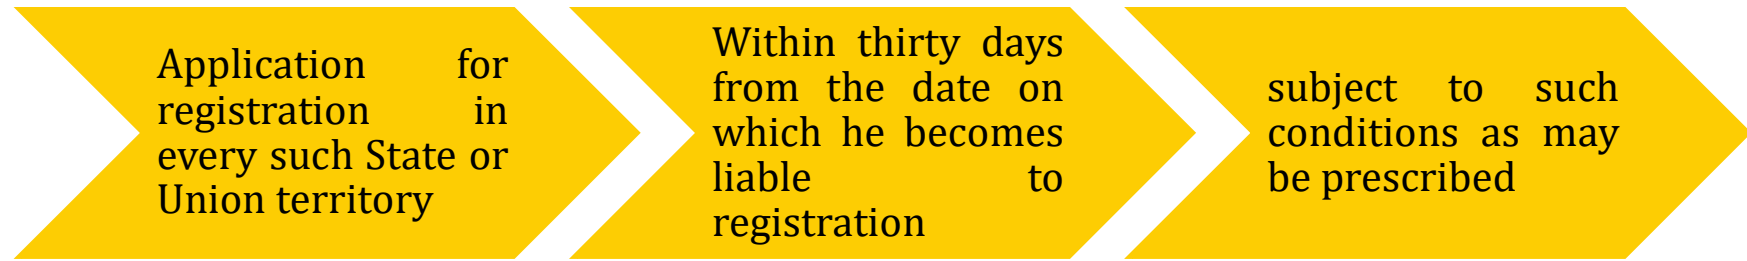 Application for
registration in
every such State or
Union territory
Within thirty days
from the date on
which he becomes
liable to
registration
subject to such
conditions as may
be prescribed